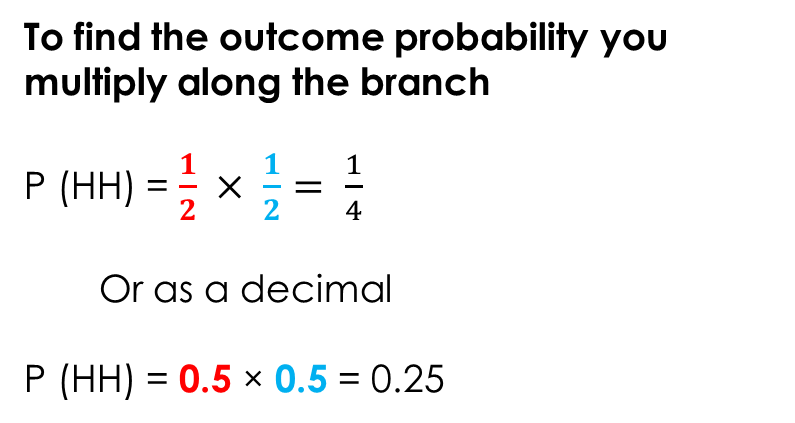 To find the outcome probability you
multiply along the branch
P (HH) = 1/2 × 1/2 = 1/4
Or as a decimal
P (HH) = 0.5 × 0.5 = 0.25